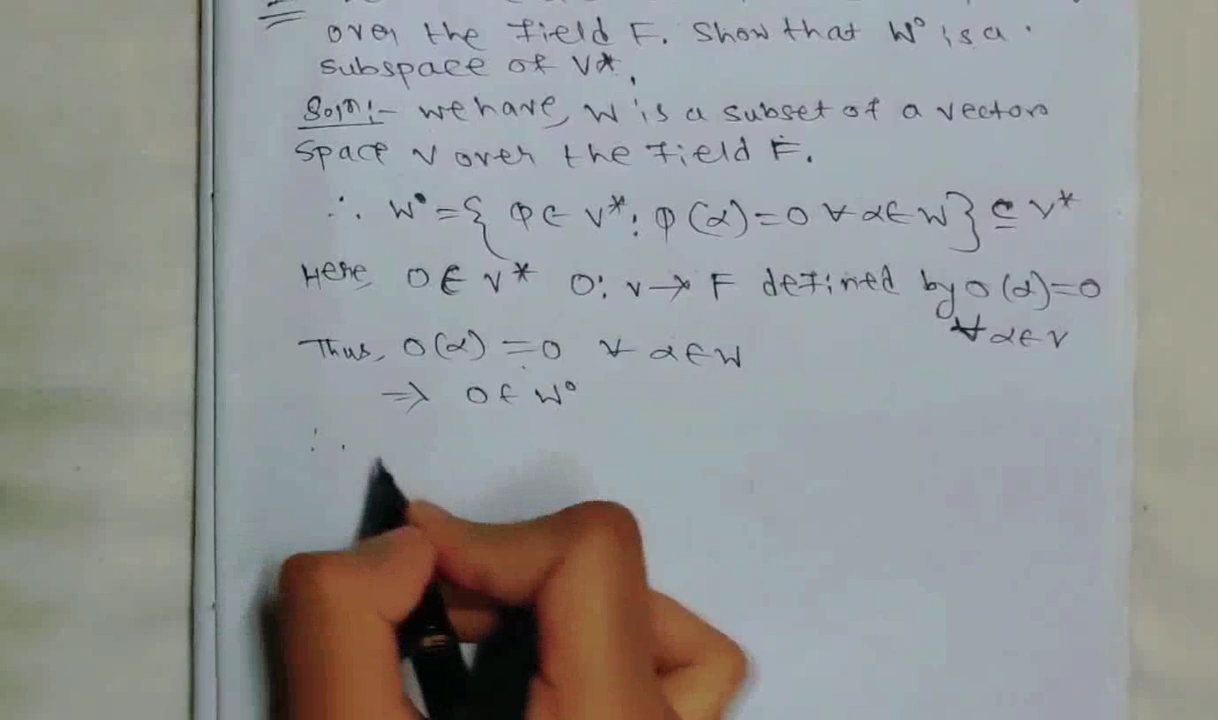 over the field F. Show that W° is a
subspace of V*.
Soln:- we have, W is a subset of a vector
space V over the field F.
∴ W° = { φ ∈ V* : φ(α) = 0 ∀ α ∈ W } ⊆ V*
Here, 0 ∈ V* 0: V → F defined by 0(α) = 0
∀ α ∈ V
Thus, 0(α) = 0 ∀ α ∈ W
⇒ 0 ∈ W°
∴